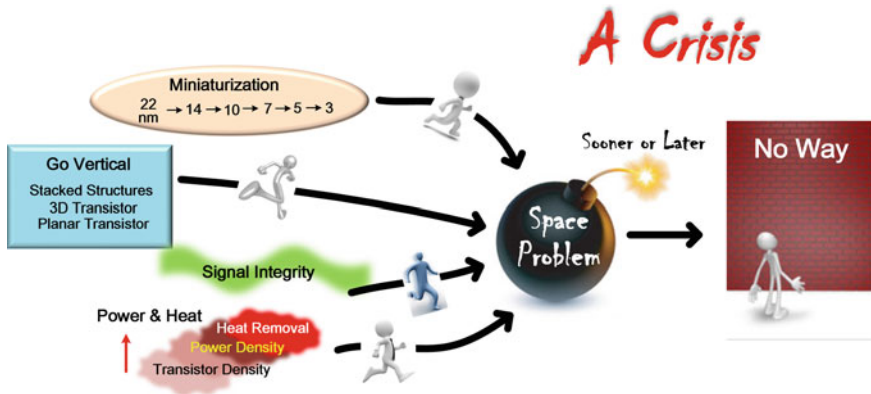 A Crisis
Miniaturization
22 nm → 14 → 10 → 7 → 5 → 3
Go Vertical
Stacked Structures
3D Transistor
Planar Transistor
Signal Integrity
Power & Heat
Heat Removal
Power Density
Transistor Density
Space
Problem
Sooner or Later
No Way